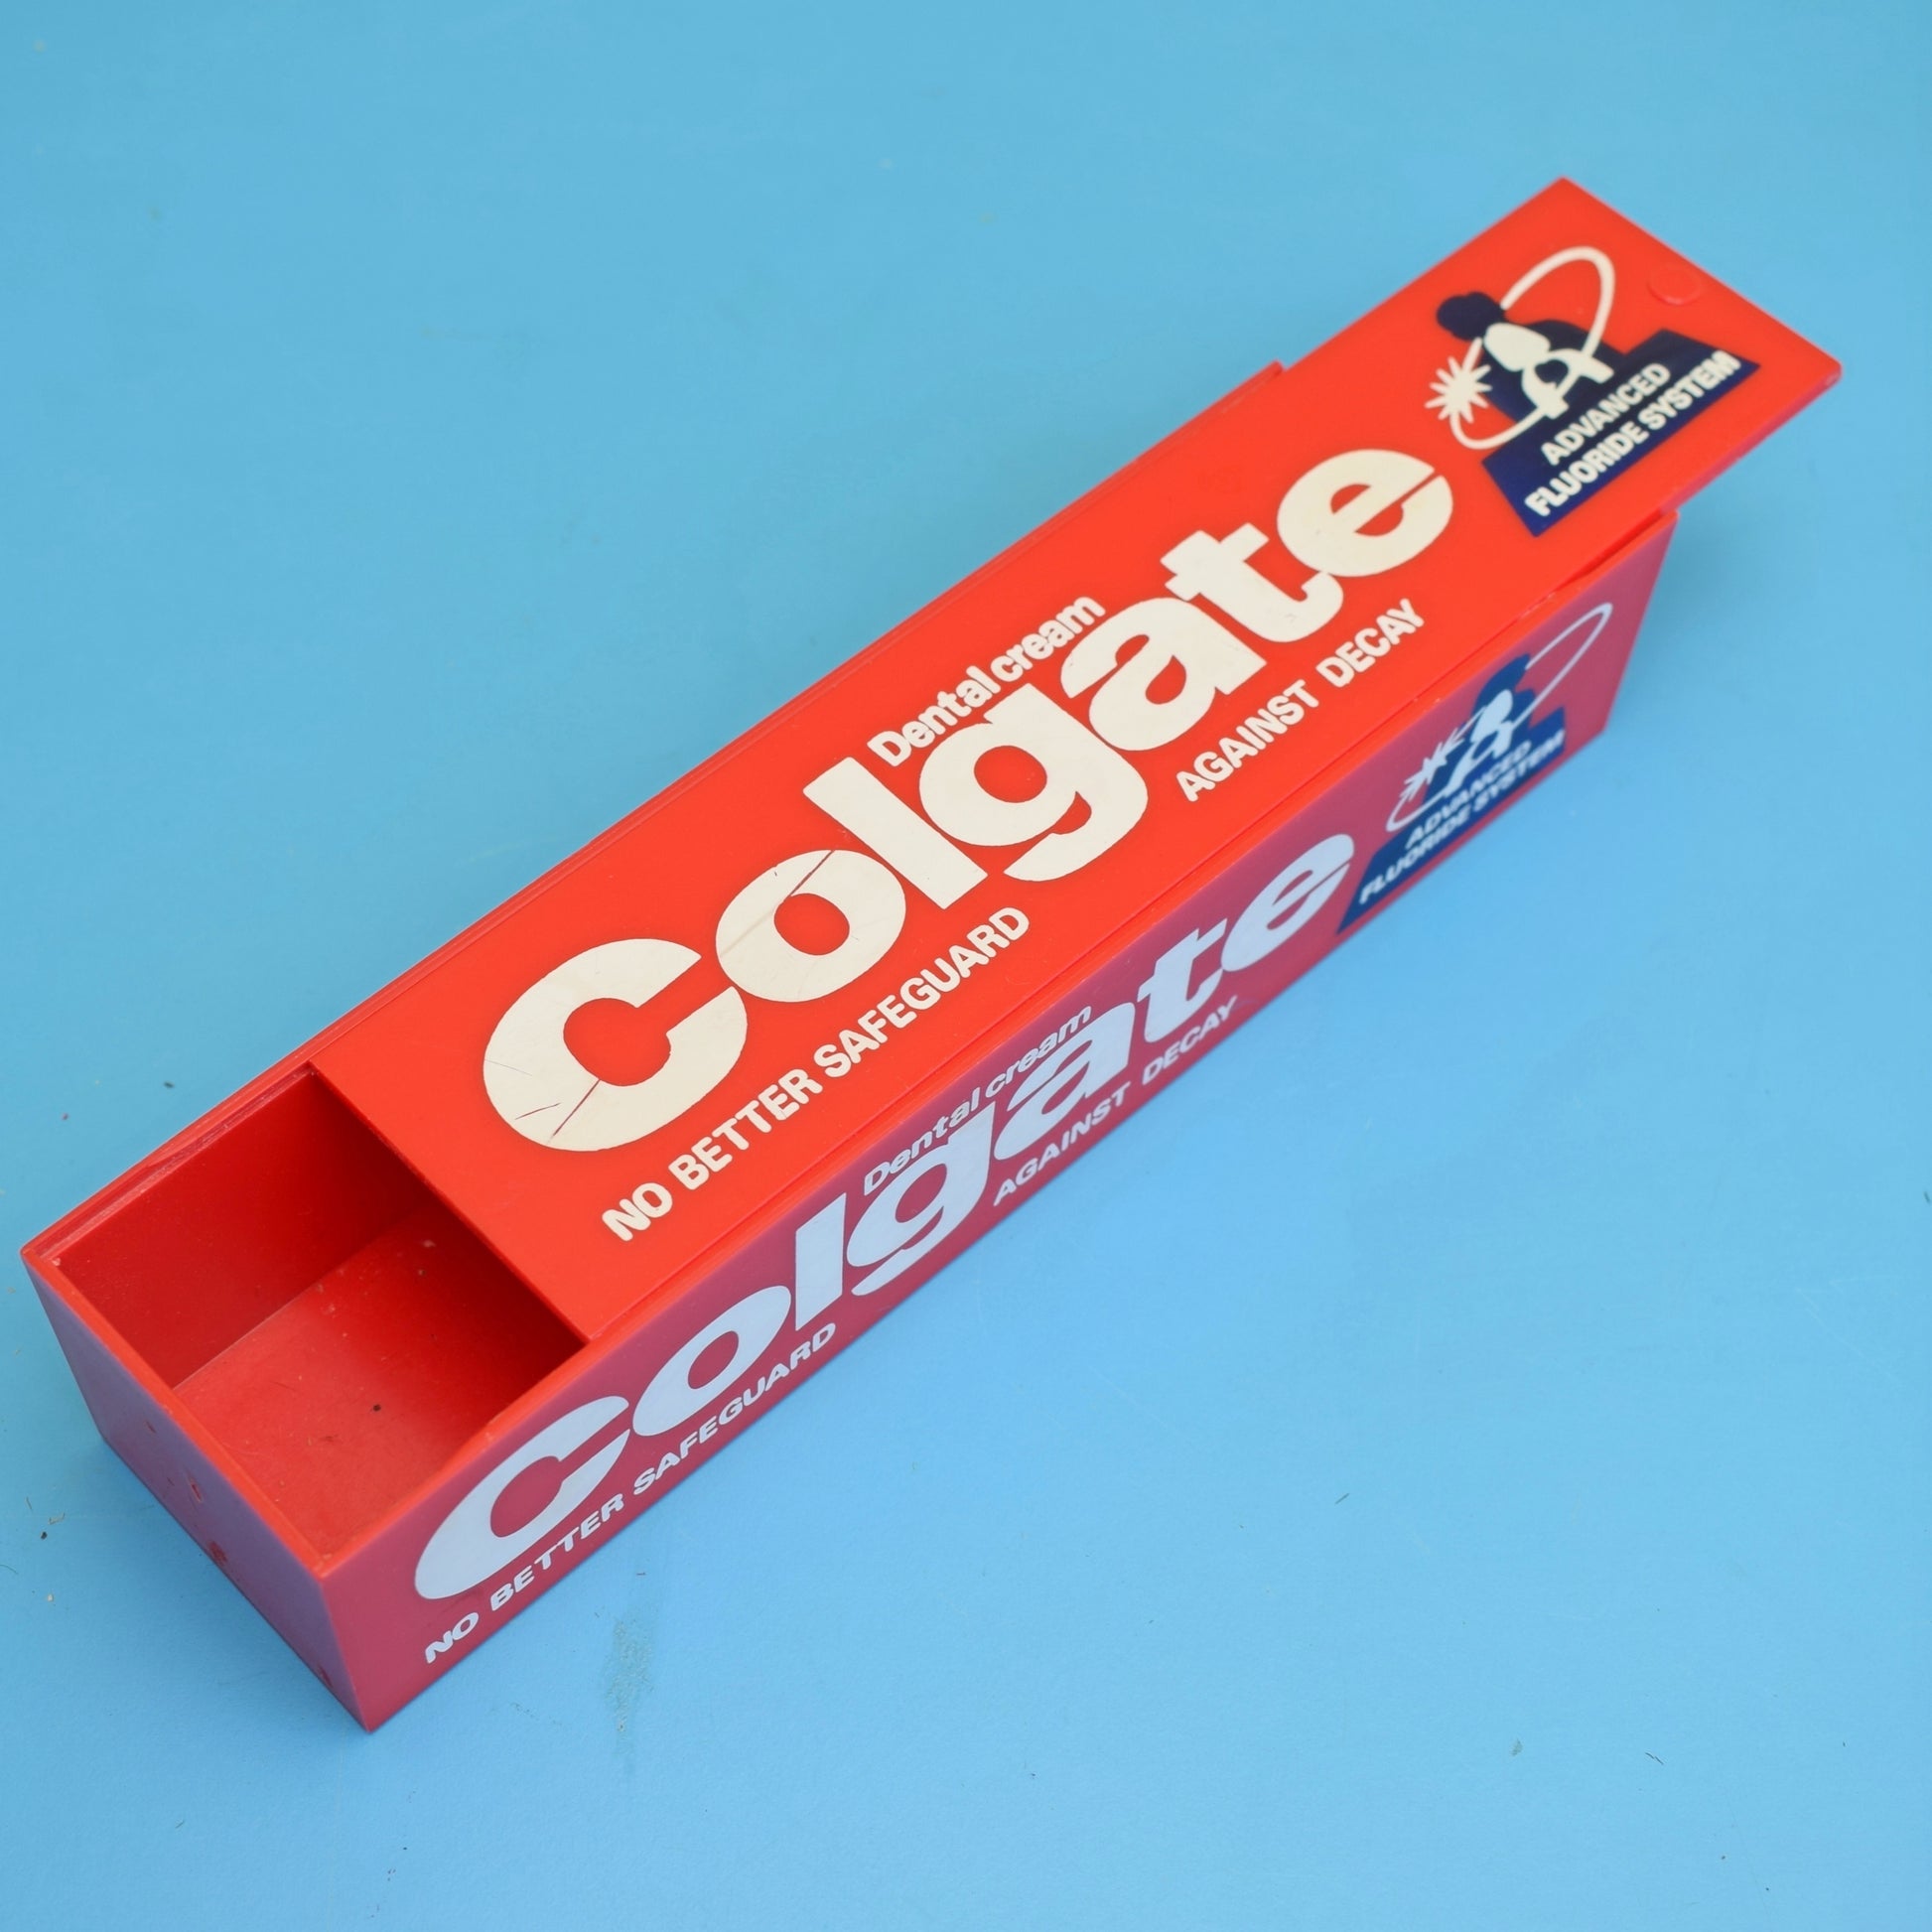 Dental cream
Colgate
NO BETTER SAFEGUARD AGAINST DECAY
ADVANCED
FLUORIDE SYSTEM
Dental cream
Colgate
NO BETTER SAFEGUARD AGAINST DECAY
ADVANCED
FLUORIDE SYSTEM